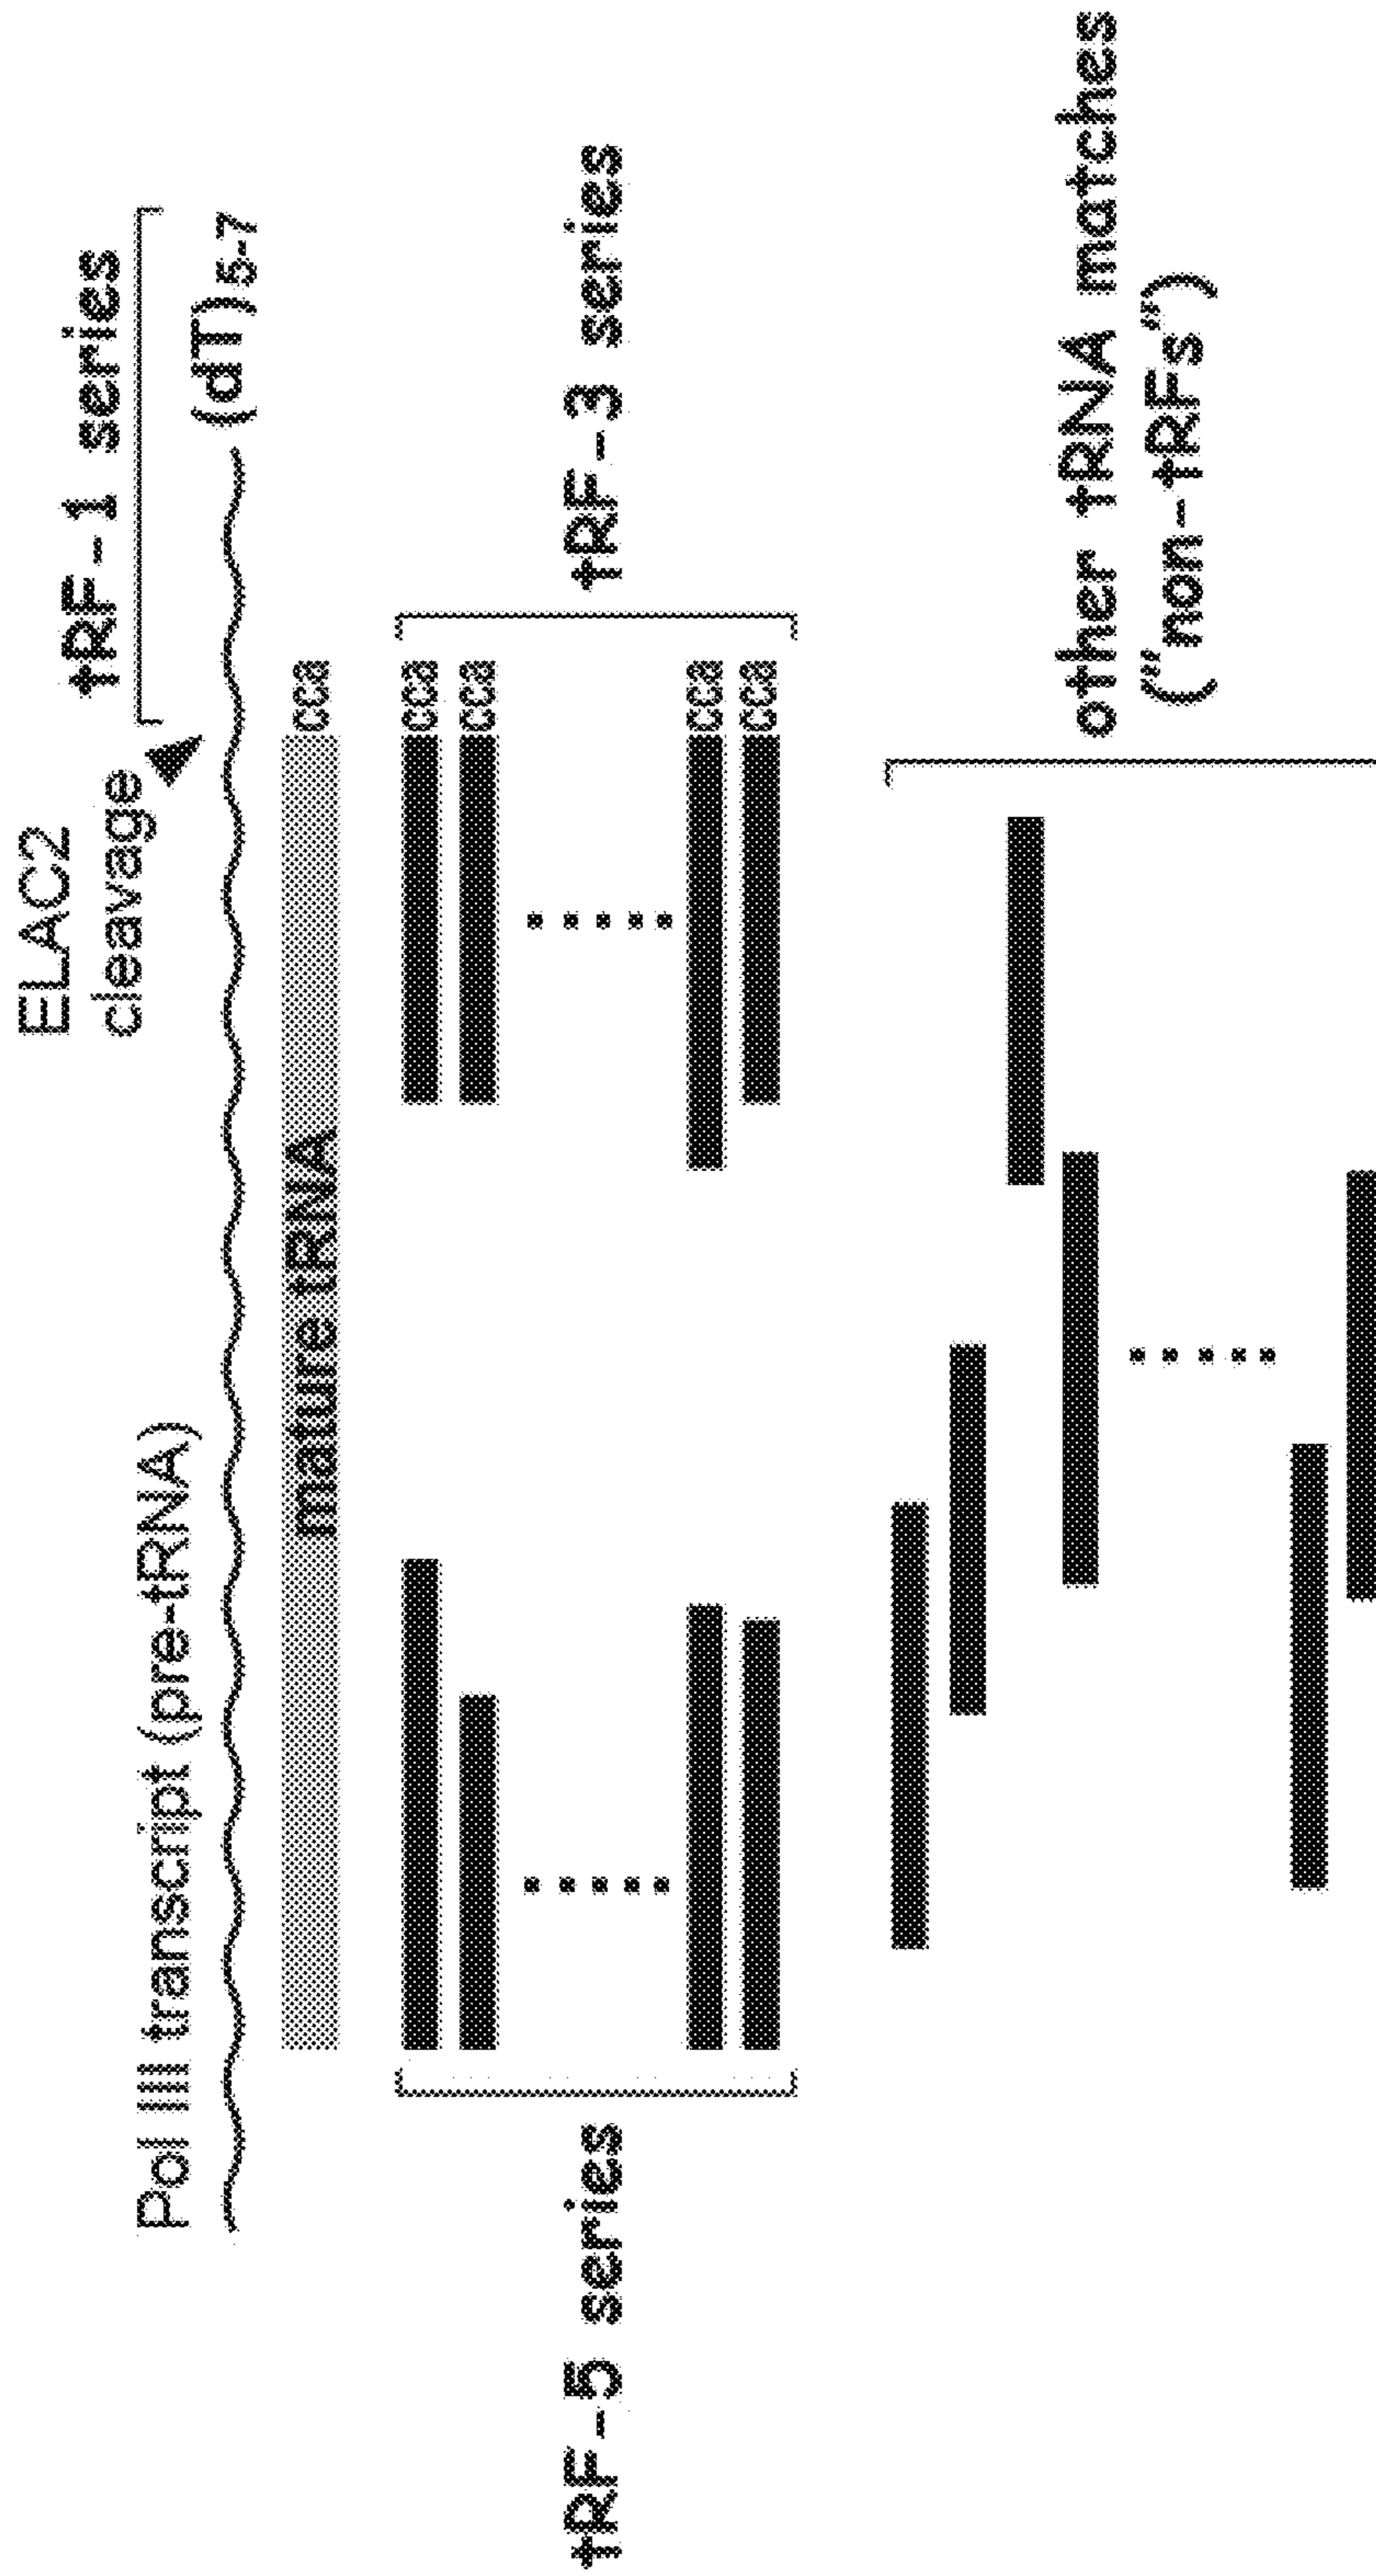 ELAC2
cleavage
tRF-1 series
Pol III transcript (pre-tRNA)
(dT)5-7
mature tRNA
cca
cca
cca
cca
cca
tRF-5 series
tRF-3 series
other tRNA matches
("non-tRFs")